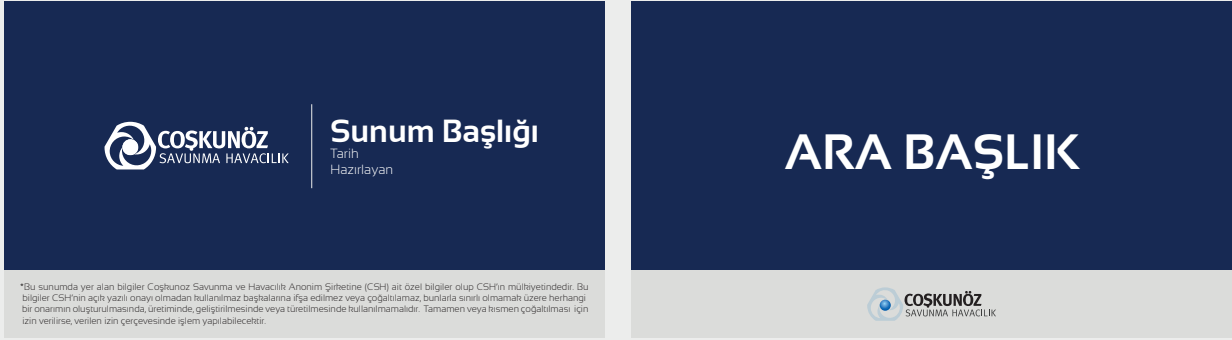 COŞKUNÖZ
SAVUNMA HAVACILIK
Sunum Başlığı
Tarih
Hazırlayan
*Bu sunumda yer alan bilgiler Coşkunoz Savunma ve Havacılık Anonim Şirketine (CSH) ait özel bilgiler olup CSH'ın mülkiyetindedir. Bu
bilgiler CSH'nin açık yazılı onayı olmadan kullanılmaz başkalarına ifşa edilmez veya çoğaltılamaz, bunlarla sınırlı olmamak üzere herhangi
bir onarımın oluşturulmasında, üretiminde, geliştirilmesinde veya türetilmesinde kullanılmamalıdır. Tamamen veya kısmen çoğaltılması için
izin verilirse, verilen izin çerçevesinde işlem yapılabilecektir.
ARA BAŞLIK
COŞKUNÖZ
SAVUNMA HAVACILIK